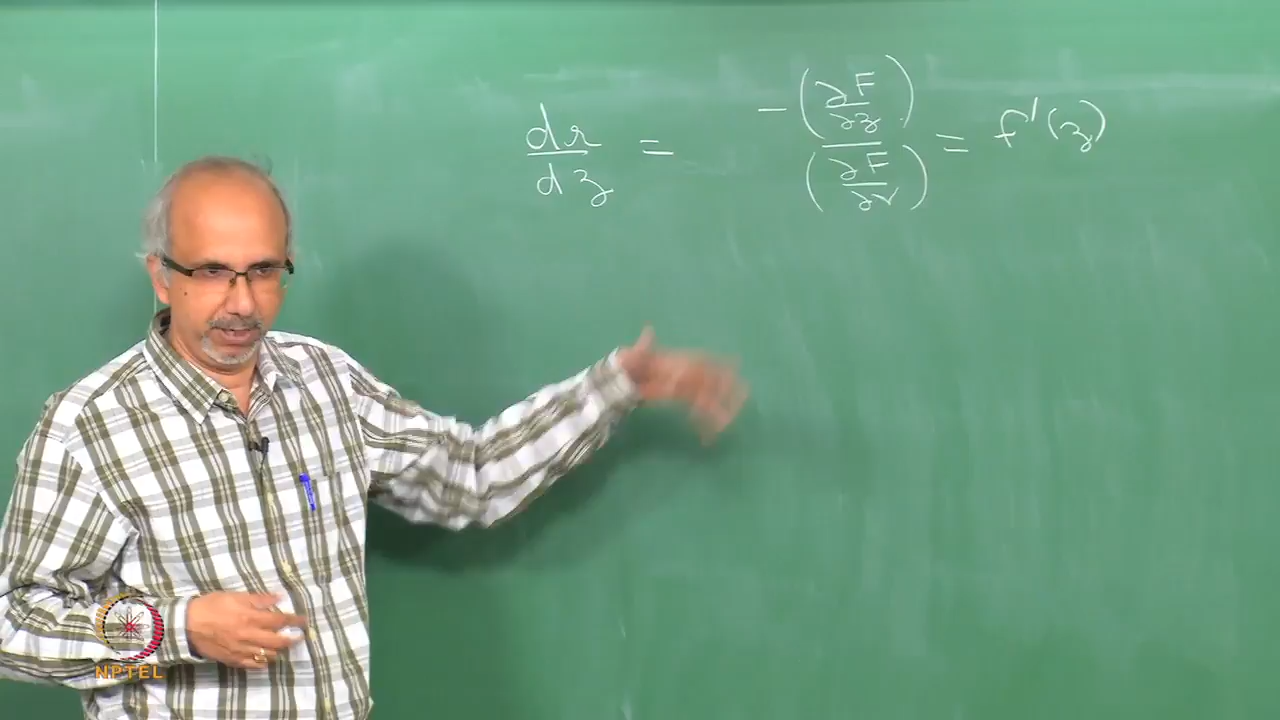 dr/dz = -(∂F/∂z)/(∂F/∂r) = f'(z)
NPTEL